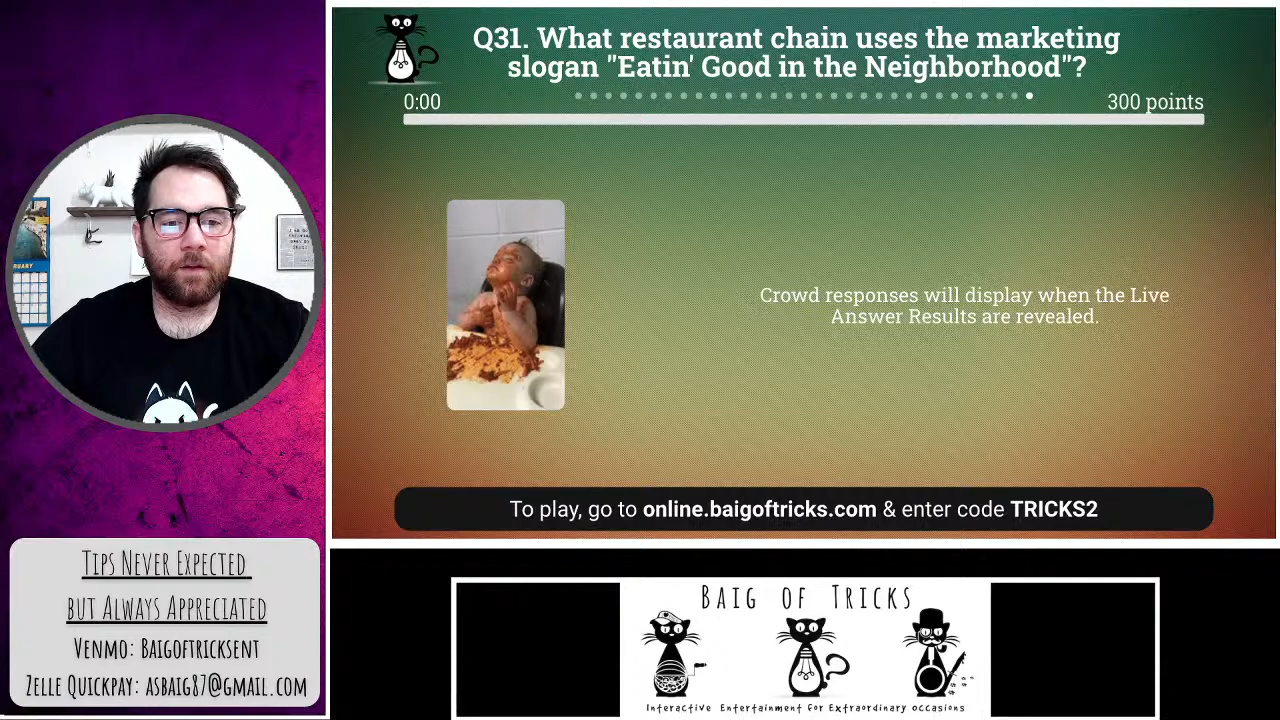 Q31. What restaurant chain uses the marketing
slogan "Eatin' Good in the Neighborhood"?
0:00
300 points
Crowd responses will display when the Live
Answer Results are revealed.
To play, go to online.baigoftricks.com & enter code TRICKS2
Tips Never Expected
but Always Appreciated
Venmo: Baigoftricksent
Zelle Quickpay: asbaig87@gmail.com
Baig of Tricks
Interactive Entertainment for Extraordinary Occasions